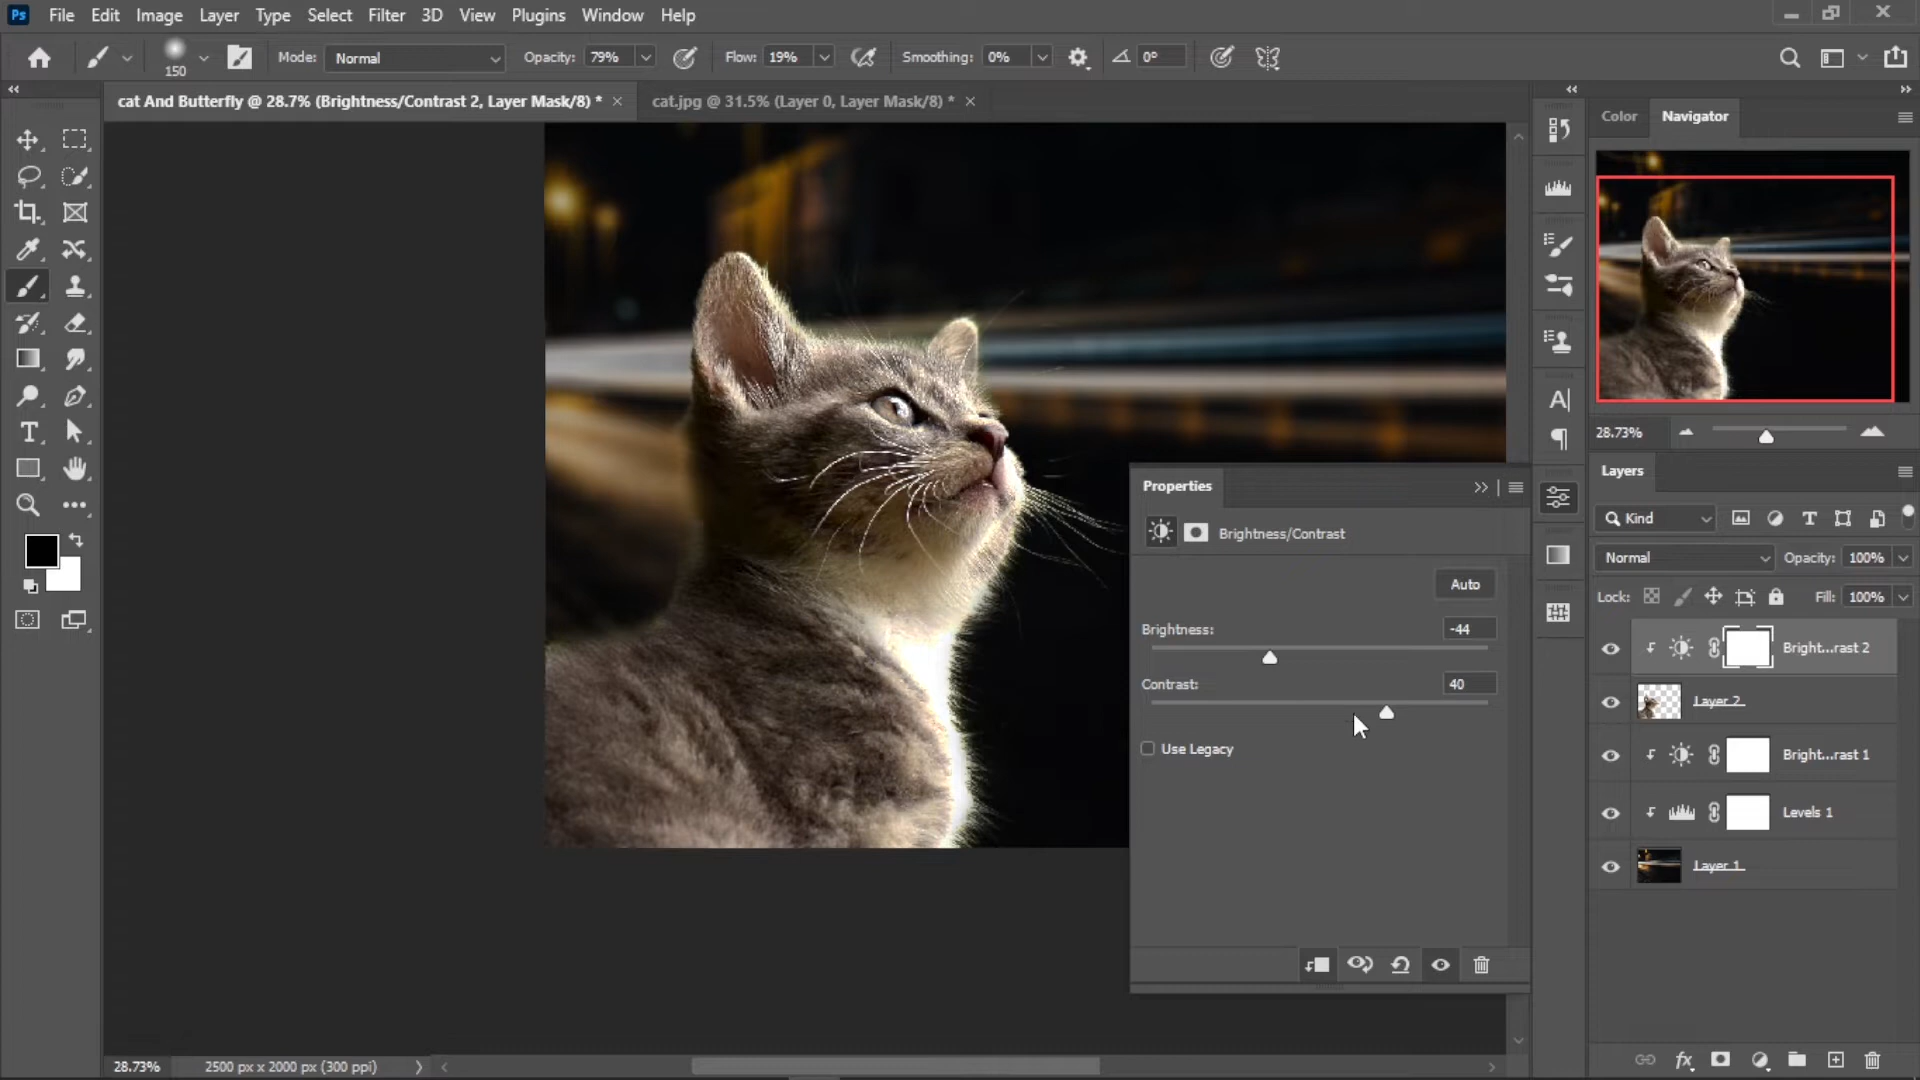 Ps File Edit Image Layer Type Select Filter 3D View Plugins Window Help
150 Mode: Normal Opacity: 79% Flow: 19% Smoothing: 0% 0°
cat And Butterfly @ 28.7% (Brightness/Contrast 2, Layer Mask/8) * cat.jpg @ 31.5% (Layer 0, Layer Mask/8) *
Color Navigator
28.73%
Layers
Properties
Kind
Brightness/Contrast
Normal Opacity: 100%
Auto
Lock: Fill: 100%
Brightness: -44
Bright...rast 2
Contrast: 40
Layer 2
Use Legacy
Bright...rast 1
Levels 1
Layer 1
28.73% 2500 px x 2000 px (300 ppi)